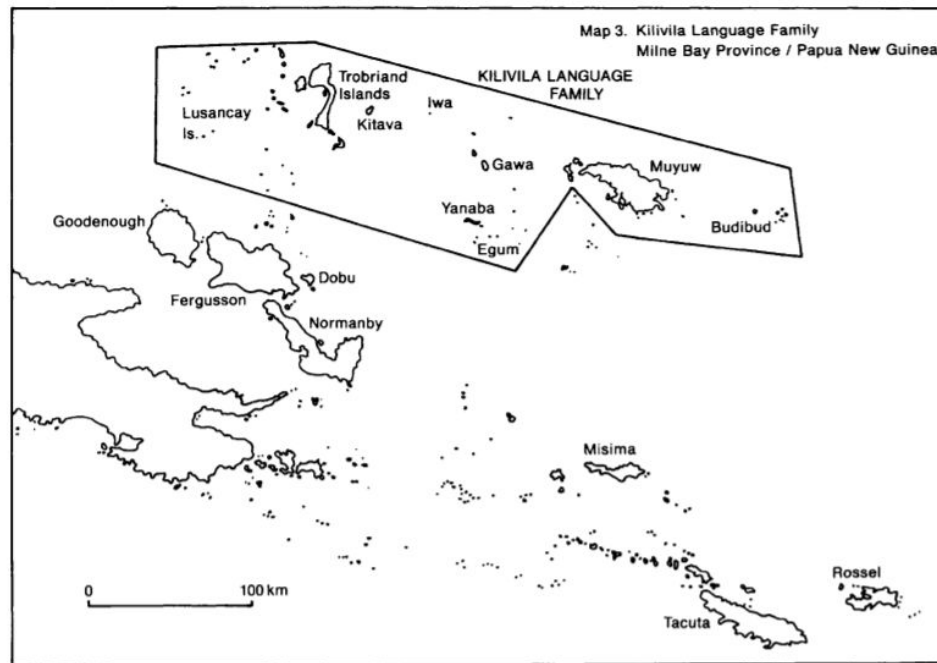 Map 3. Kilivila Language Family
Milne Bay Province / Papua New Guinea
KILIVILA LANGUAGE
FAMILY
Trobriand
Islands
Iwa
Kitava
Lusancay
Is.
Gawa
Muyuw
Yanaba
Budibud
Goodenough
Egum
Dobu
Fergusson
Normanby
Misima
0 100 km
Rossel
Tacuta